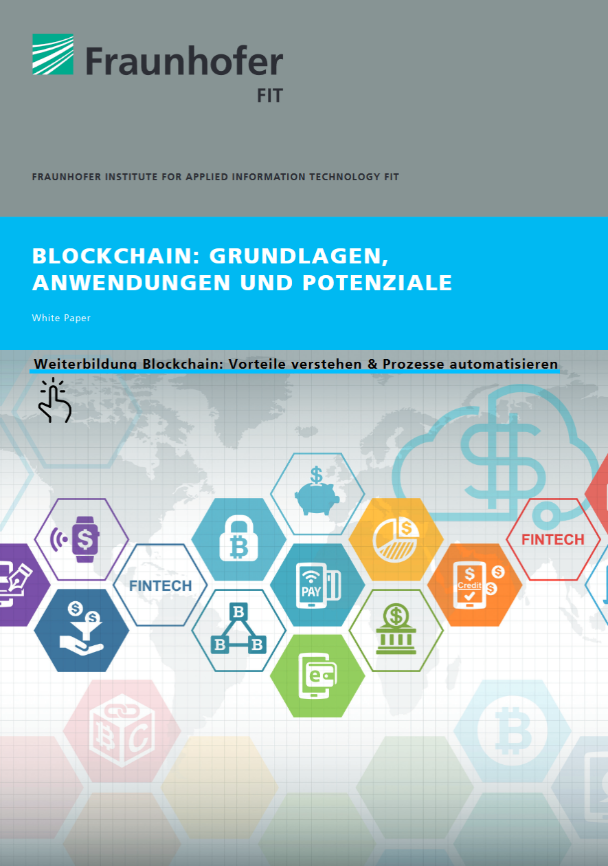 Fraunhofer
FIT
FRAUNHOFER INSTITUTE FOR APPLIED INFORMATION TECHNOLOGY FIT
BLOCKCHAIN: GRUNDLAGEN,
ANWENDUNGEN UND POTENZIALE
White Paper
Weiterbildung Blockchain: Vorteile verstehen & Prozesse automatisieren
$
$
$
$
B
$
FINTECH
FINTECH
$ $
PAY
$
Credit
$
$
B
B B
$
e
B C
B